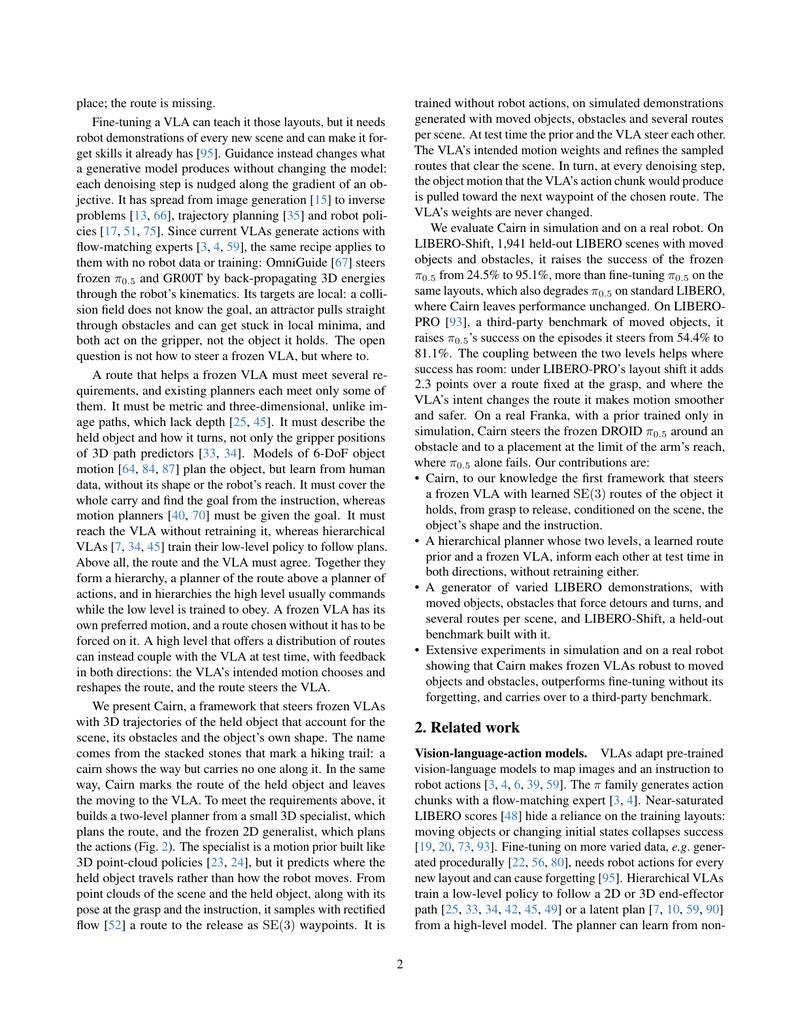 place; the route is missing.
Fine-tuning a VLA can teach it those layouts, but it needs
robot demonstrations of every new scene and can make it for-
get skills it already has [95]. Guidance instead changes what
a generative model produces without changing the model:
each denoising step is nudged along the gradient of an ob-
jective. It has spread from image generation [15] to inverse
problems [13, 66], trajectory planning [35] and robot poli-
cies [17, 51, 75]. Since current VLAs generate actions with
flow-matching experts [3, 4, 59], the same recipe applies to
them with no robot data or training: OmniGuide [67] steers
frozen π0.5 and GR00T by back-propagating 3D energies
through the robot's kinematics. Its targets are local: a colli-
sion field does not know the goal, an attractor pulls straight
through obstacles and can get stuck in local minima, and
both act on the gripper, not the object it holds. The open
question is not how to steer a frozen VLA, but where to.
A route that helps a frozen VLA must meet several re-
quirements, and existing planners each meet only some of
them. It must be metric and three-dimensional, unlike im-
age paths, which lack depth [25, 45]. It must describe the
held object and how it turns, not only the gripper positions
of 3D path predictors [33, 34]. Models of 6-DoF object
motion [64, 84, 87] plan the object, but learn from human
data, without its shape or the robot's reach. It must cover the
whole carry and find the goal from the instruction, whereas
motion planners [40, 70] must be given the goal. It must
reach the VLA without retraining it, whereas hierarchical
VLAs [7, 34, 45] train their low-level policy to follow plans.
Above all, the route and the VLA must agree. Together they
form a hierarchy, a planner of the route above a planner of
actions, and in hierarchies the high level usually commands
while the low level is trained to obey. A frozen VLA has its
own preferred motion, and a route chosen without it has to be
forced on it. A high level that offers a distribution of routes
can instead couple with the VLA at test time, with feedback
in both directions: the VLA's intended motion chooses and
reshapes the route, and the route steers the VLA.
We present Cairn, a framework that steers frozen VLAs
with 3D trajectories of the held object that account for the
scene, its obstacles and the object's own shape. The name
comes from the stacked stones that mark a hiking trail: a
cairn shows the way but carries no one along it. In the same
way, Cairn marks the route of the held object and leaves
the moving to the VLA. To meet the requirements above, it
builds a two-level planner from a small 3D specialist, which
plans the route, and the frozen 2D generalist, which plans
the actions (Fig. 2). The specialist is a motion prior built like
3D point-cloud policies [23, 24], but it predicts where the
held object travels rather than how the robot moves. From
point clouds of the scene and the held object, along with its
pose at the grasp and the instruction, it samples with rectified
flow [52] a route to the release as SE(3) waypoints. It is
trained without robot actions, on simulated demonstrations
generated with moved objects, obstacles and several routes
per scene. At test time the prior and the VLA steer each other.
The VLA's intended motion weights and refines the sampled
routes that clear the scene. In turn, at every denoising step,
the object motion that the VLA's action chunk would produce
is pulled toward the next waypoint of the chosen route. The
VLA's weights are never changed.
We evaluate Cairn in simulation and on a real robot. On
LIBERO-Shift, 1,941 held-out LIBERO scenes with moved
objects and obstacles, it raises the success of the frozen
π0.5 from 24.5% to 95.1%, more than fine-tuning π0.5 on the
same layouts, which also degrades π0.5 on standard LIBERO,
where Cairn leaves performance unchanged. On LIBERO-
PRO [93], a third-party benchmark of moved objects, it
raises π0.5's success on the episodes it steers from 54.4% to
81.1%. The coupling between the two levels helps where
success has room: under LIBERO-PRO's layout shift it adds
2.3 points over a route fixed at the grasp, and where the
VLA's intent changes the route it makes motion smoother
and safer. On a real Franka, with a prior trained only in
simulation, Cairn steers the frozen DROID π0.5 around an
obstacle and to a placement at the limit of the arm's reach,
where π0.5 alone fails. Our contributions are:
• Cairn, to our knowledge the first framework that steers
a frozen VLA with learned SE(3) routes of the object it
holds, from grasp to release, conditioned on the scene, the
object's shape and the instruction.
• A hierarchical planner whose two levels, a learned route
prior and a frozen VLA, inform each other at test time in
both directions, without retraining either.
• A generator of varied LIBERO demonstrations, with
moved objects, obstacles that force detours and turns, and
several routes per scene, and LIBERO-Shift, a held-out
benchmark built with it.
• Extensive experiments in simulation and on a real robot
showing that Cairn makes frozen VLAs robust to moved
objects and obstacles, outperforms fine-tuning without its
forgetting, and carries over to a third-party benchmark.
2. Related work
Vision-language-action models. VLAs adapt pre-trained
vision-language models to map images and an instruction to
robot actions [3, 4, 6, 39, 59]. The π family generates action
chunks with a flow-matching expert [3, 4]. Near-saturated
LIBERO scores [48] hide a reliance on the training layouts:
moving objects or changing initial states collapses success
[19, 20, 73, 93]. Fine-tuning on more varied data, e.g. gener-
ated procedurally [22, 56, 80], needs robot actions for every
new layout and can cause forgetting [95]. Hierarchical VLAs
train a low-level policy to follow a 2D or 3D end-effector
path [25, 33, 34, 42, 45, 49] or a latent plan [7, 10, 59, 90]
from a high-level model. The planner can learn from non-
2